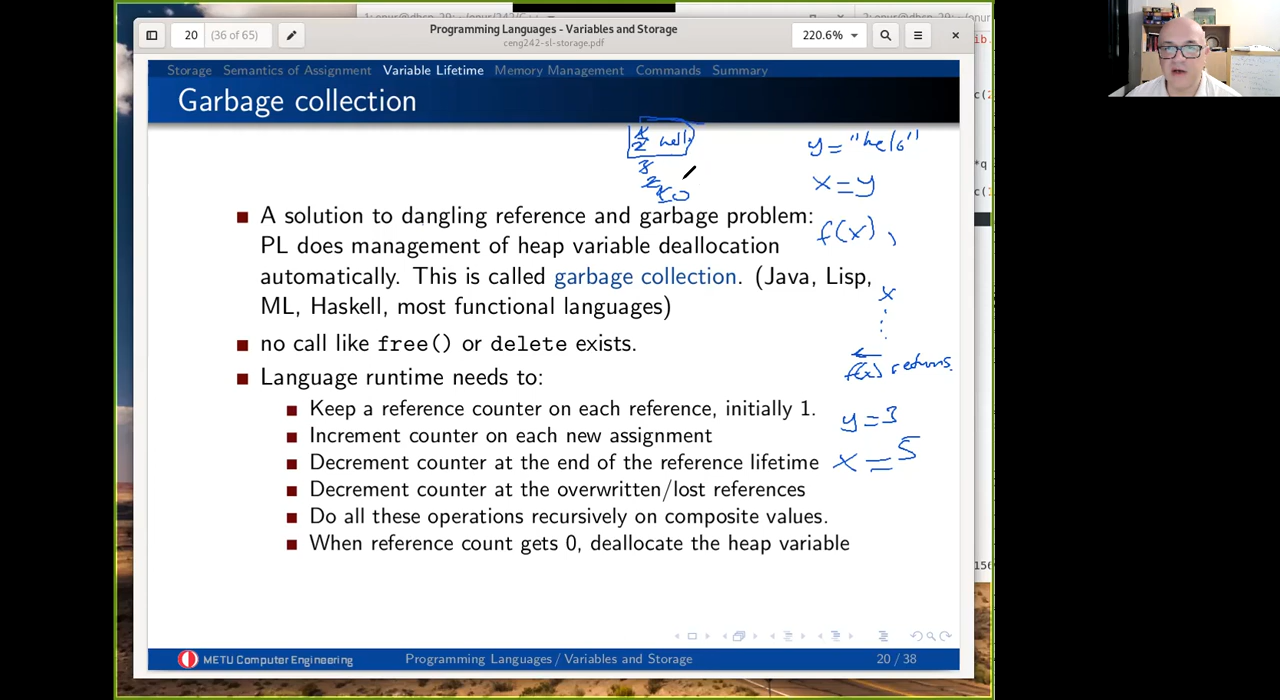 20 (36 of 65)
Programming Languages - Variables and Storage
ceng242-sl-storage.pdf
220.6%
Storage Semantics of Assignment Variable Lifetime Memory Management Commands Summary
Garbage collection
y = "helo"
x = y
f(x) ,
x
f(x) returns.
y = 3
x = 5
■ A solution to dangling reference and garbage problem:
PL does management of heap variable deallocation
automatically. This is called garbage collection. (Java, Lisp,
ML, Haskell, most functional languages)
■ no call like free() or delete exists.
■ Language runtime needs to:
■ Keep a reference counter on each reference, initially 1.
■ Increment counter on each new assignment
■ Decrement counter at the end of the reference lifetime
■ Decrement counter at the overwritten/lost references
■ Do all these operations recursively on composite values.
■ When reference count gets 0, deallocate the heap variable
METU Computer Engineering Programming Languages/Variables and Storage 20/38